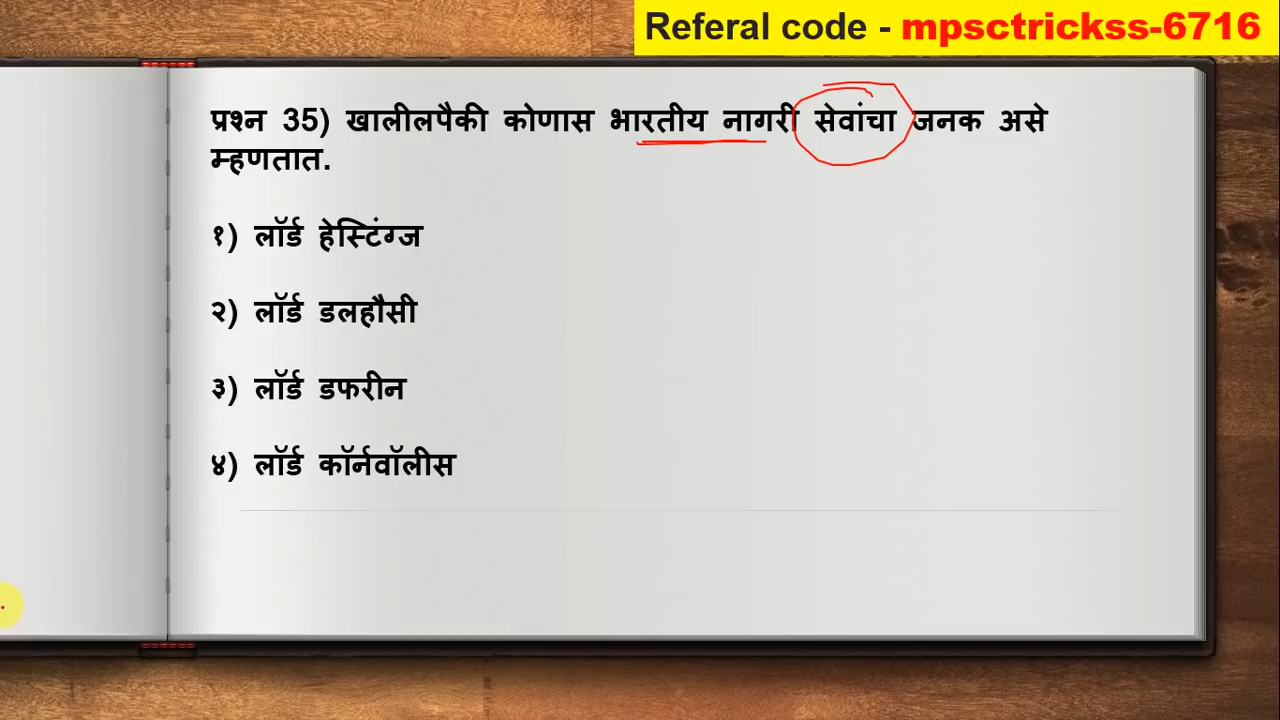 Referal code - mpsctrickss-6716
प्रश्न 35) खालीलपैकी कोणास भारतीय नागरी सेवांचा जनक असे
म्हणतात.
१) लॉर्ड हेस्टिंग्ज
२) लॉर्ड डलहौसी
३) लॉर्ड डफरीन
४) लॉर्ड कॉर्नवॉलीस